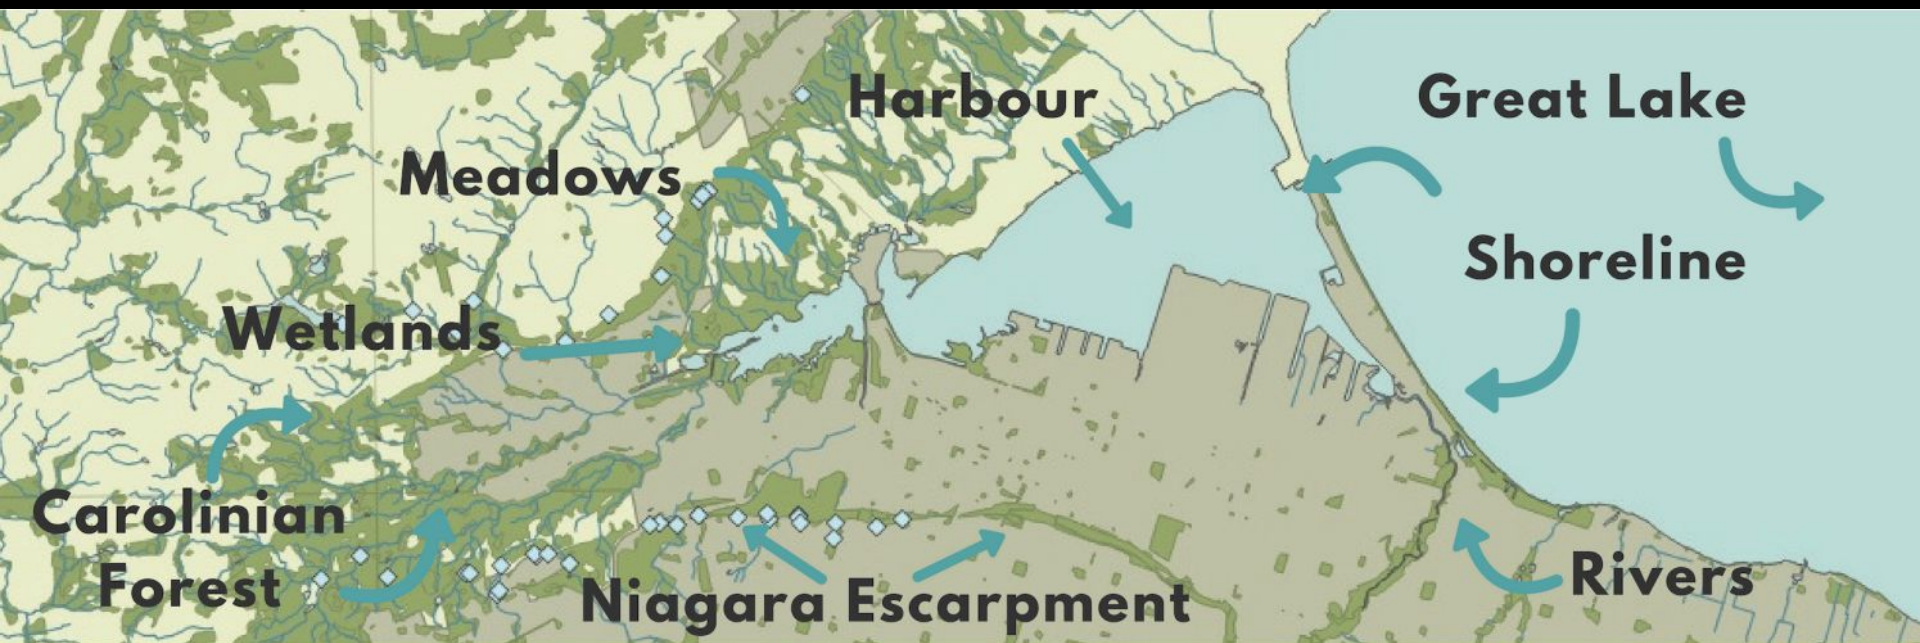 Harbour
Great Lake
Meadows
Shoreline
Wetlands
Carolinian
Forest
Niagara Escarpment
Rivers